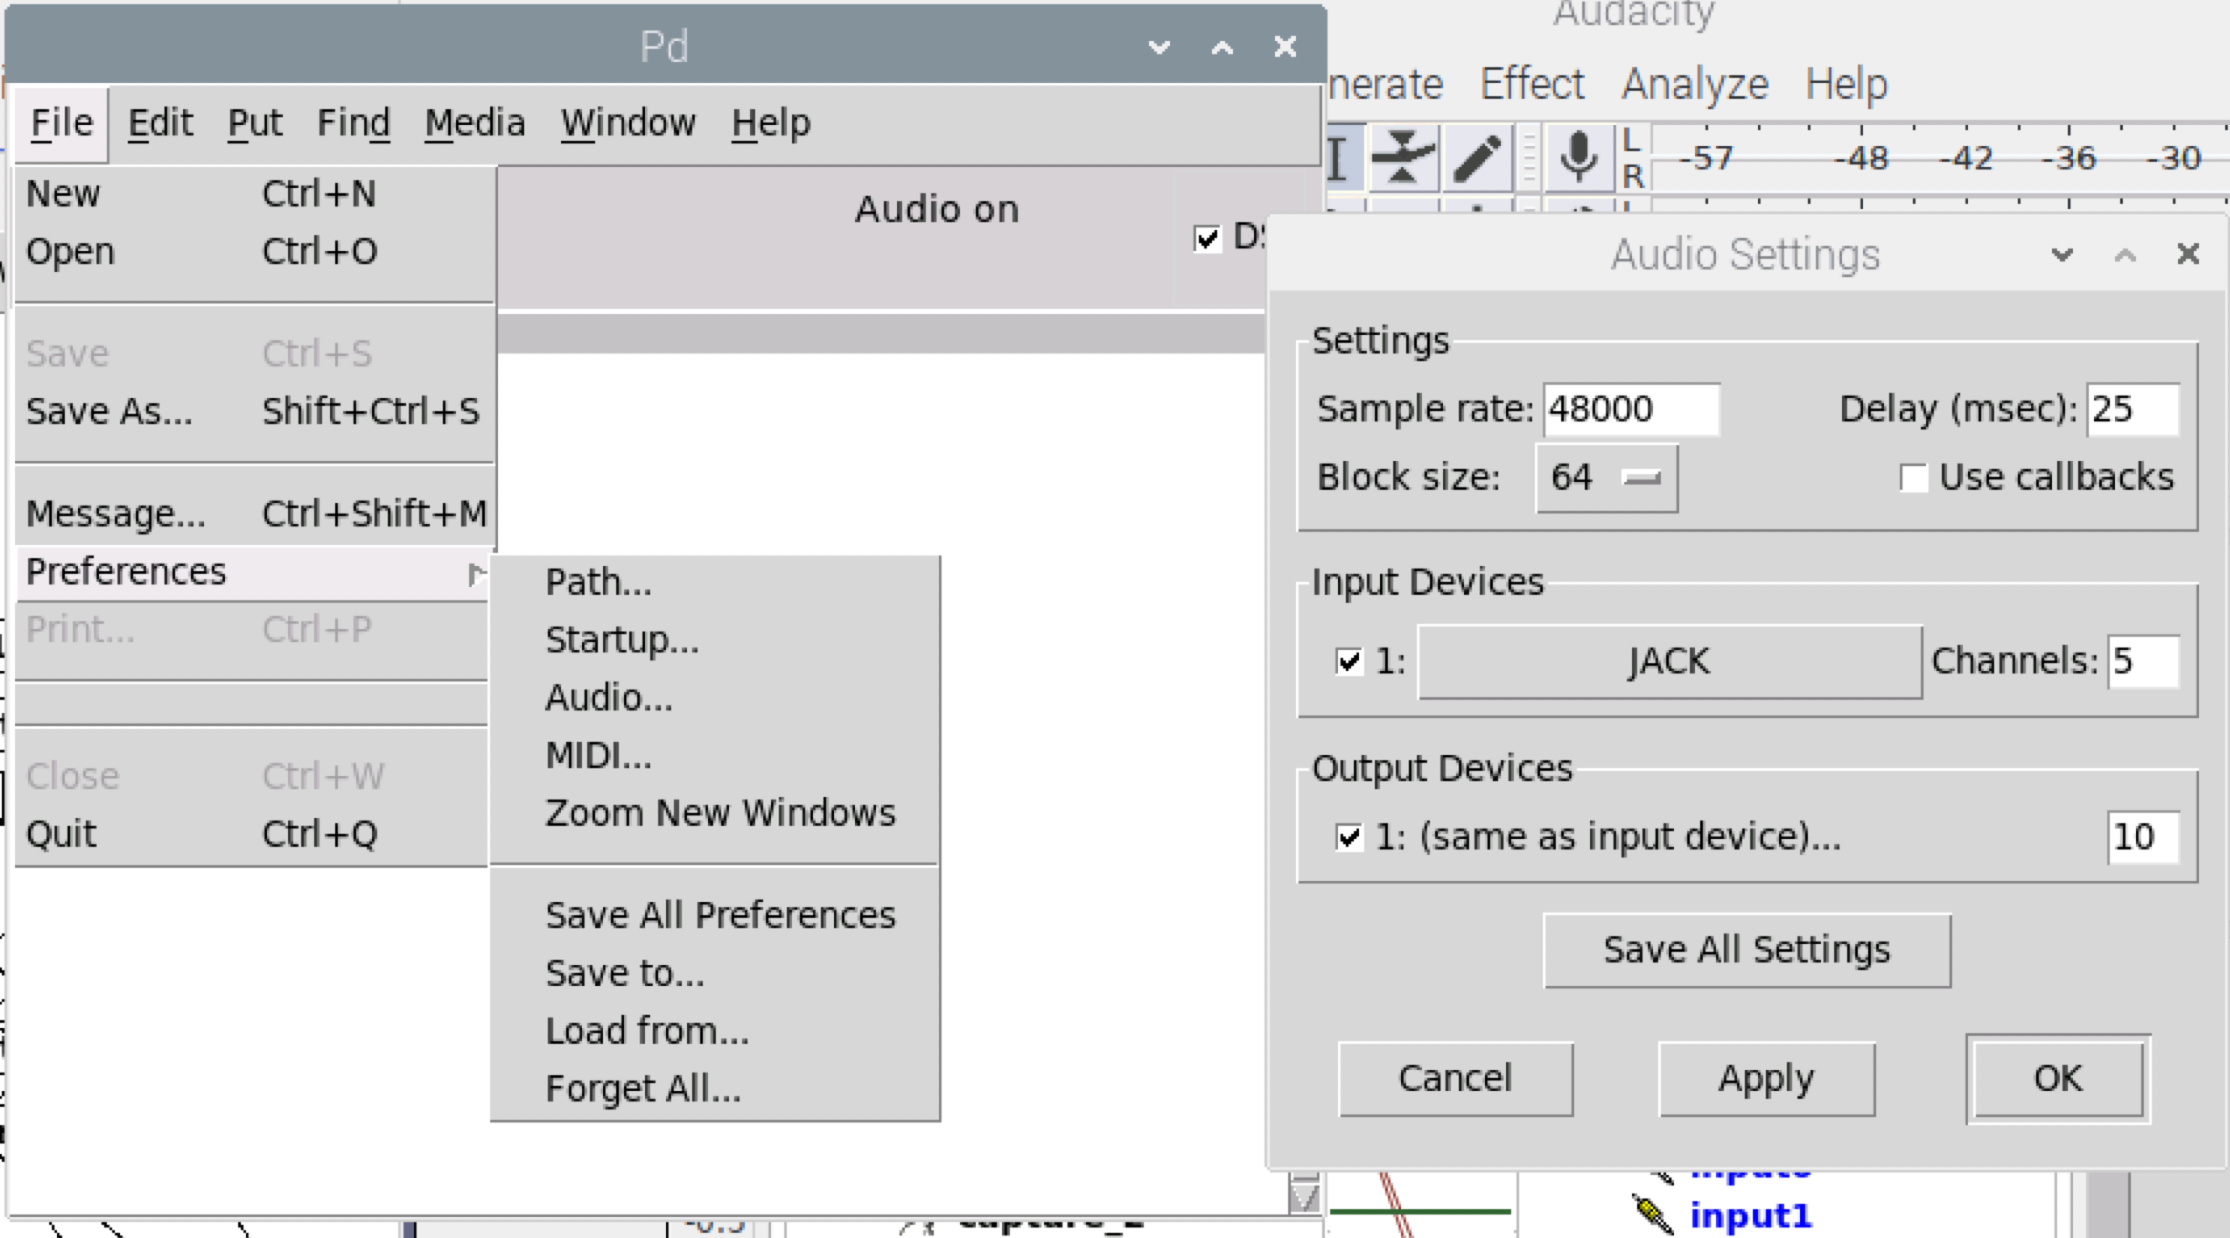 Pd
File Edit Put Find Media Window Help
New Ctrl+N
Open Ctrl+O
Save Ctrl+S
Save As... Shift+Ctrl+S
Message... Ctrl+Shift+M
Preferences
Print... Ctrl+P
Close Ctrl+W
Quit Ctrl+Q
Path...
Startup...
Audio...
MIDI...
Zoom New Windows
Save All Preferences
Save to...
Load from...
Forget All...
Audio on
Audacity
nerate Effect Analyze Help
L
R
-57 -48 -42 -36 -30
Audio Settings
Settings
Sample rate: 48000 Delay (msec): 25
Block size: 64 Use callbacks
Input Devices
1: JACK Channels: 5
Output Devices
1: (same as input device)... 10
Save All Settings
Cancel Apply OK
input1